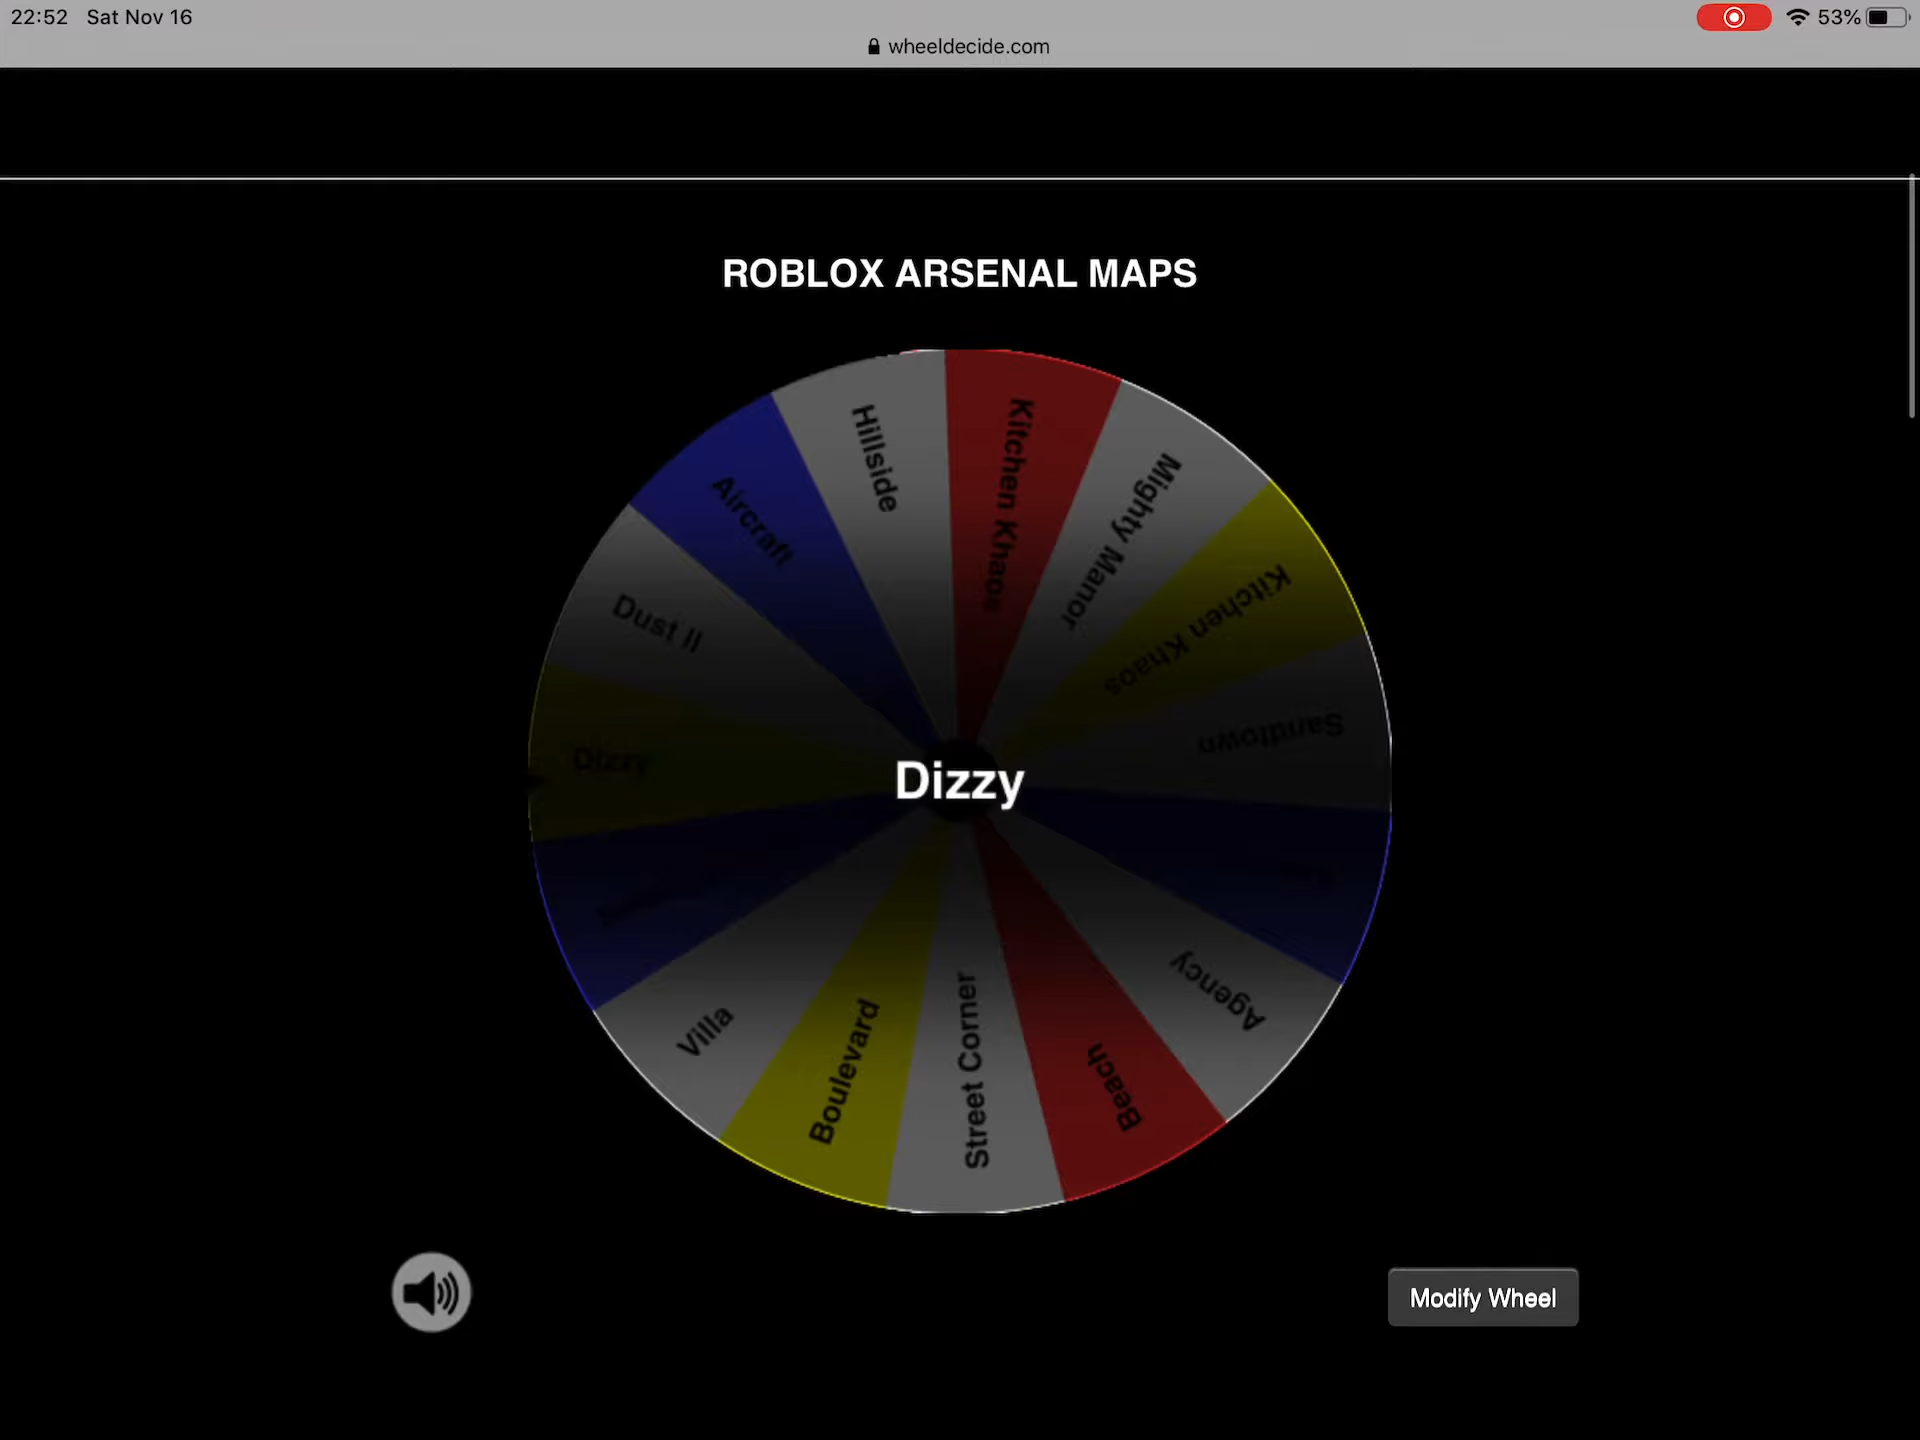 22:52 Sat Nov 16
53%
wheeldecide.com
ROBLOX ARSENAL MAPS
Hillside
Kitchen Khaos
Mighty Manor
Aircraft
Kitchen Khaos
Dust II
Sandtown
Dizzy
Dizzy
Agency
Villa
Boulevard
Street Corner
Beach
Modify Wheel